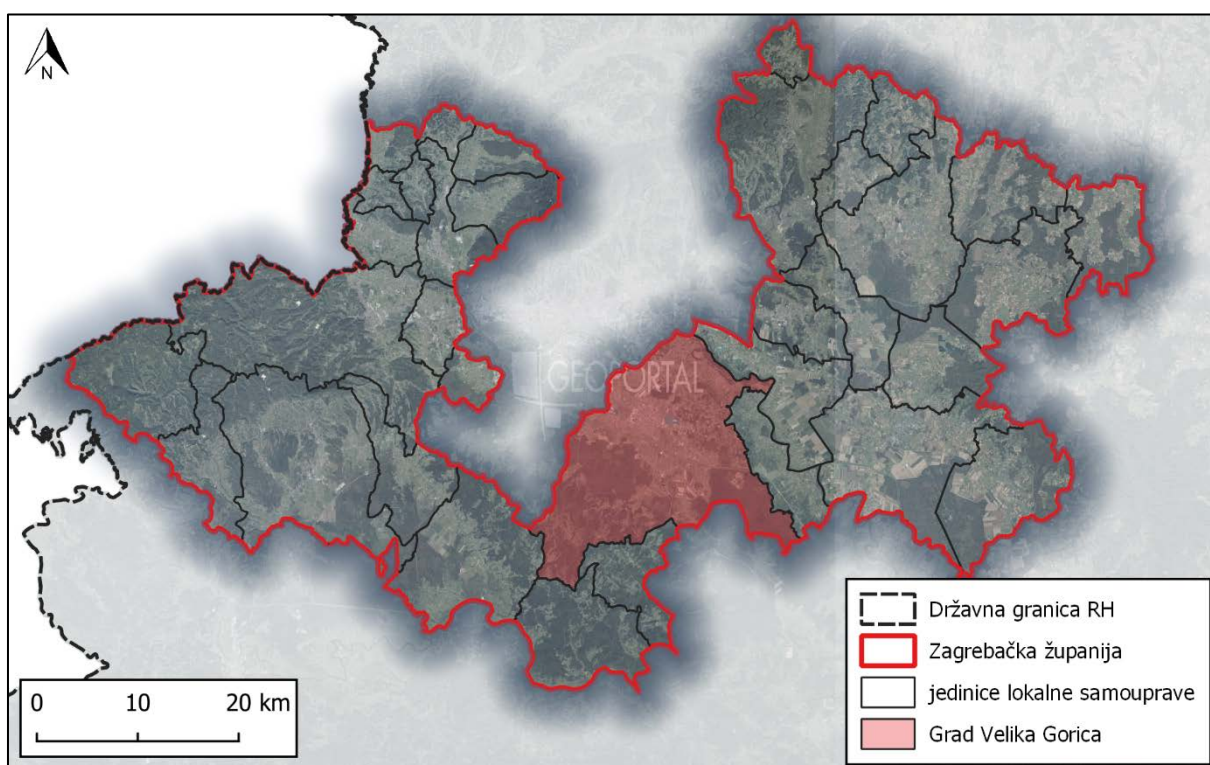 N
GEOPORTAL
0 10 20 km
Državna granica RH
Zagrebačka županija
jedinice lokalne samouprave
Grad Velika Gorica